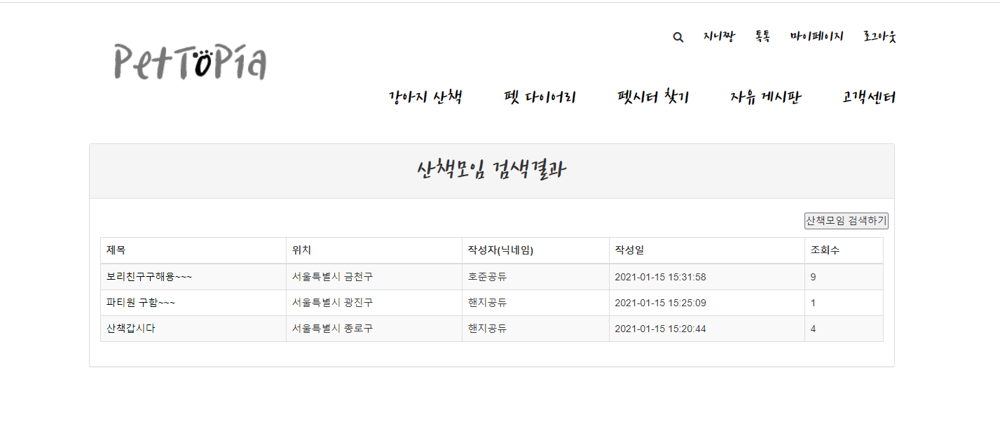 지니짱 톡톡 마이페이지 로그아웃
PetTöPia
강아지 산책 펫 다이어리 펫시터 찾기 자유 게시판 고객센터
산책모임 검색결과
산책모임 검색하기
제목 위치 작성자(닉네임) 작성일 조회수
보리친구구해용~~~ 서울특별시 금천구 호준공듀 2021-01-15 15:31:58 9
파티원 구함~~~ 서울특별시 광진구 핸지공듀 2021-01-15 15:25:09 1
산책갑시다 서울특별시 종로구 핸지공듀 2021-01-15 15:20:44 4